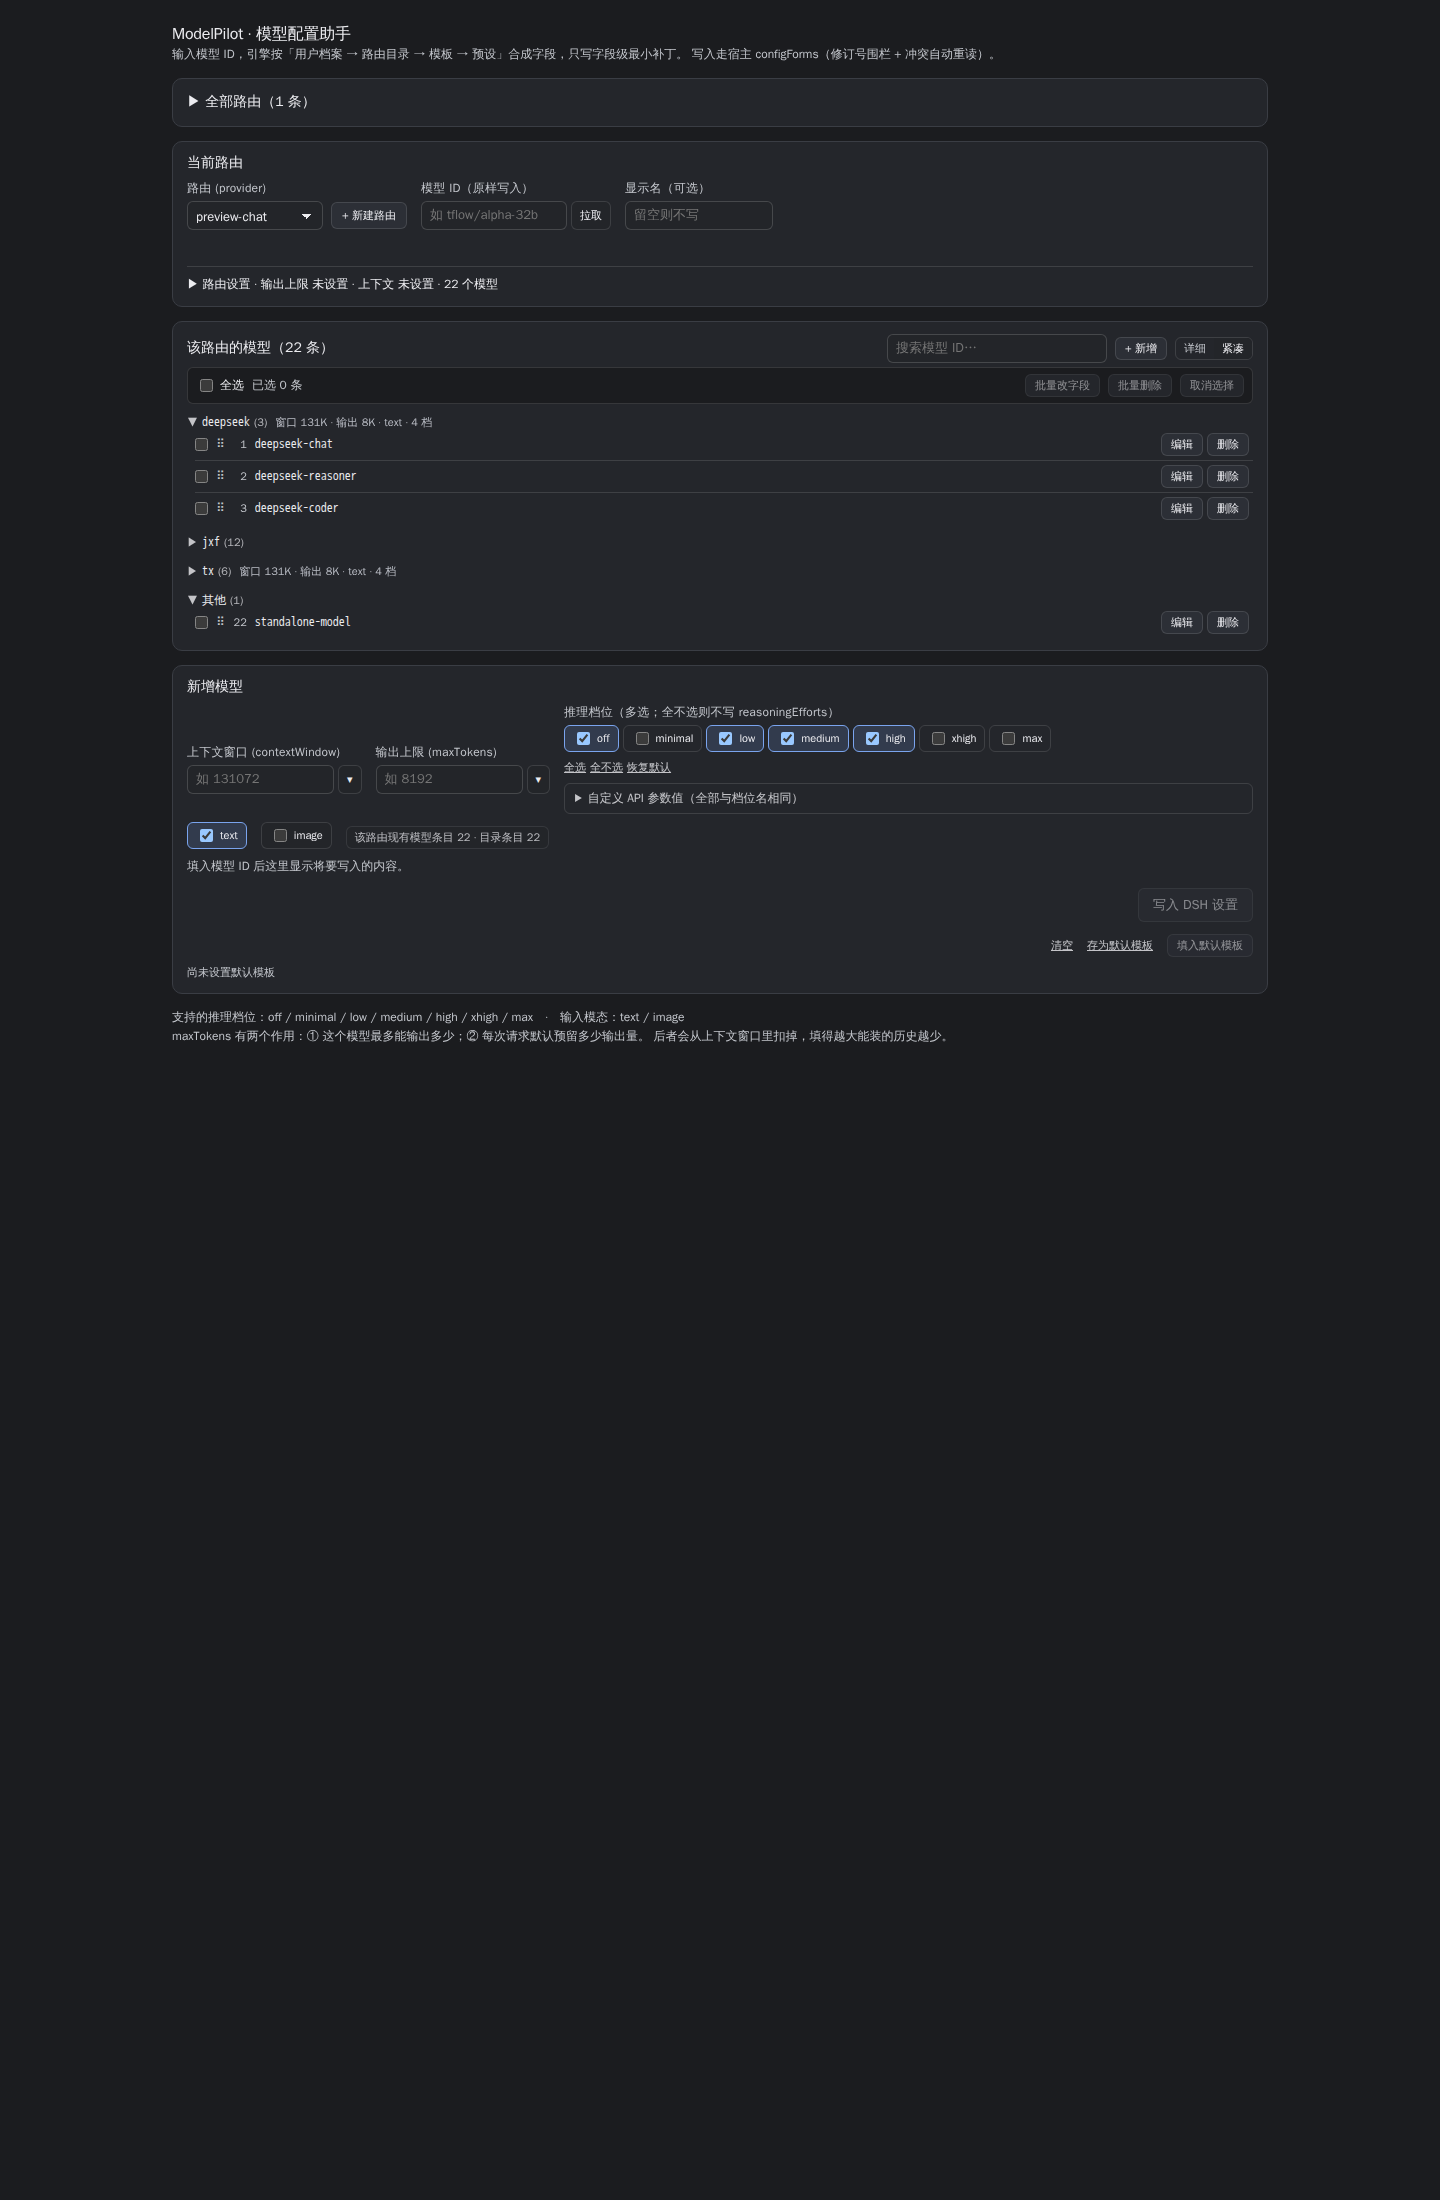 ModelPilot · 模型配置助手
输入模型 ID，引擎按「用户档案 → 路由目录 → 模板 → 预设」合成字段，只写字段级最小补丁。 写入走宿主 configForms（修订号围栏 + 冲突自动重读）。
▶ 全部路由（1 条）
当前路由
路由 (provider) 模型 ID（原样写入） 显示名（可选）
preview-chat + 新建路由 如 tflow/alpha-32b 拉取 留空则不写
▶ 路由设置 · 输出上限 未设置 · 上下文 未设置 · 22 个模型
该路由的模型（22 条） 搜索模型 ID… + 新增 详细 紧凑
全选 已选 0 条 批量改字段 批量删除 取消选择
▼ deepseek (3) 窗口 131K · 输出 8K · text · 4 档
⠿ 1 deepseek-chat 编辑 删除
⠿ 2 deepseek-reasoner 编辑 删除
⠿ 3 deepseek-coder 编辑 删除
▶ jxf (12)
▶ tx (6) 窗口 131K · 输出 8K · text · 4 档
▼ 其他 (1)
⠿ 22 standalone-model 编辑 删除
新增模型
推理档位（多选；全不选则不写 reasoningEfforts）
off minimal low medium high xhigh max
上下文窗口 (contextWindow) 输出上限 (maxTokens)
全选 全不选 恢复默认
如 131072 ▾ 如 8192 ▾
▶ 自定义 API 参数值（全部与档位名相同）
text image 该路由现有模型条目 22 · 目录条目 22
填入模型 ID 后这里显示将要写入的内容。
写入 DSH 设置
清空 存为默认模板 填入默认模板
尚未设置默认模板
支持的推理档位：off / minimal / low / medium / high / xhigh / max · 输入模态：text / image
maxTokens 有两个作用：① 这个模型最多能输出多少；② 每次请求默认预留多少输出量。 后者会从上下文窗口里扣掉，填得越大能装的历史越少。